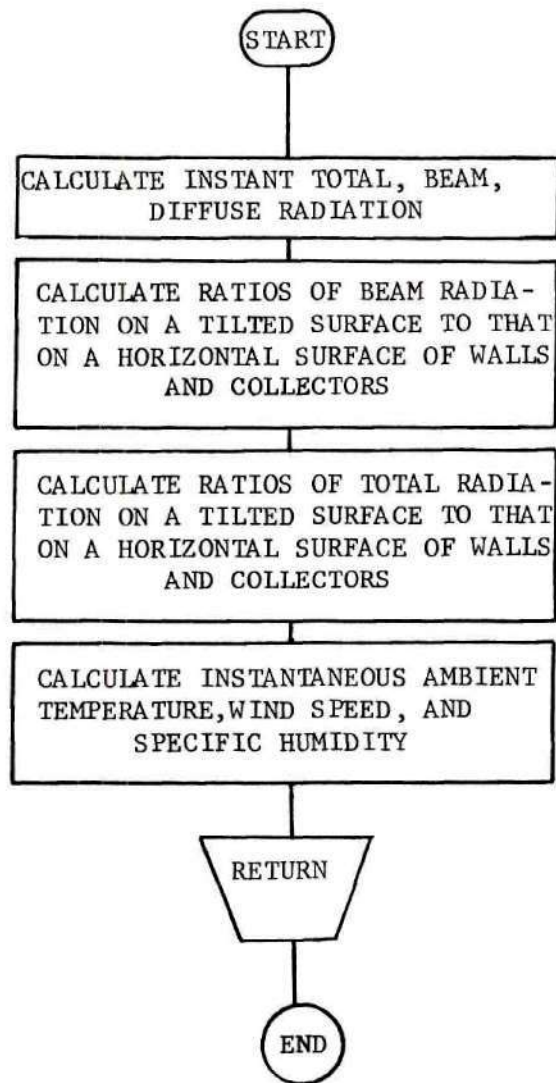 START
CALCULATE INSTANT TOTAL, BEAM,
DIFFUSE RADIATION
CALCULATE RATIOS OF BEAM RADIA-
TION ON A TILTED SURFACE TO THAT
ON A HORIZONTAL SURFACE OF WALLS
AND COLLECTORS
CALCULATE RATIOS OF TOTAL RADIA-
TION ON A TILTED SURFACE TO THAT
ON A HORIZONTAL SURFACE OF WALLS
AND COLLECTORS
CALCULATE INSTANTANEOUS AMBIENT
TEMPERATURE,WIND SPEED, AND
SPECIFIC HUMIDITY
RETURN
END